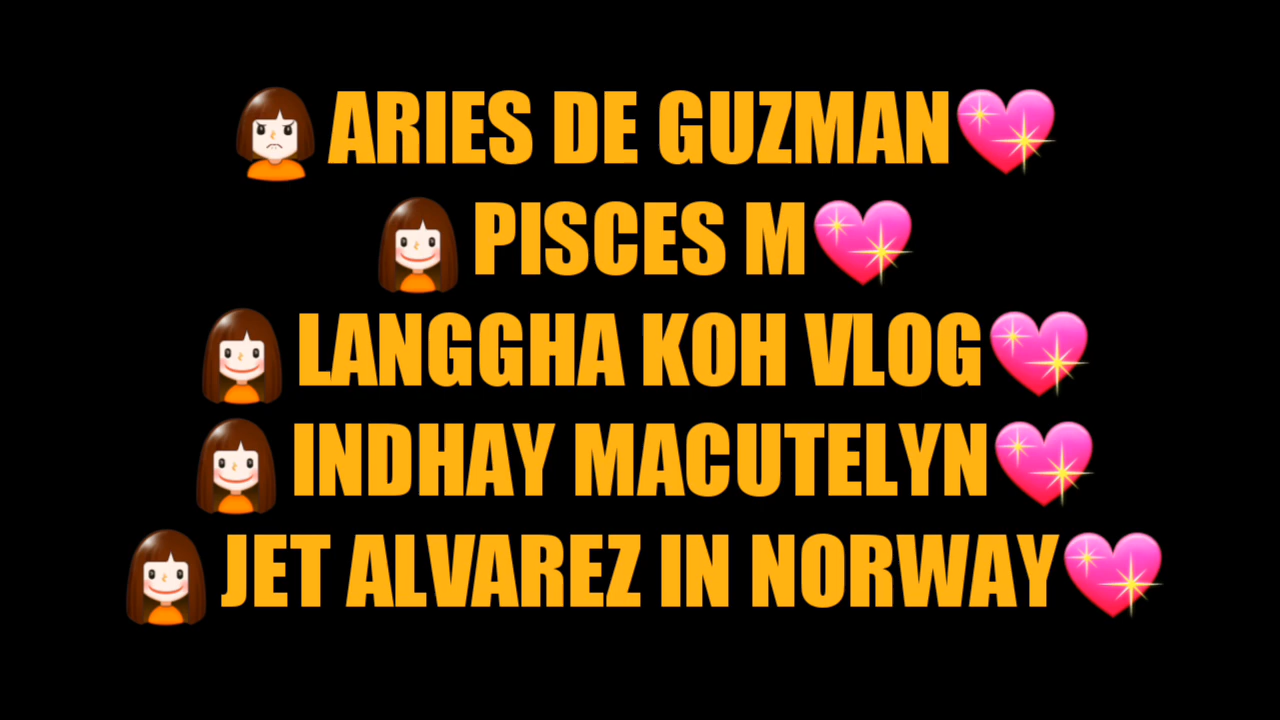 ARIES DE GUZMAN
PISCES M
LANGGHA KOH VLOG
INDHAY MACUTELYN
JET ALVAREZ IN NORWAY